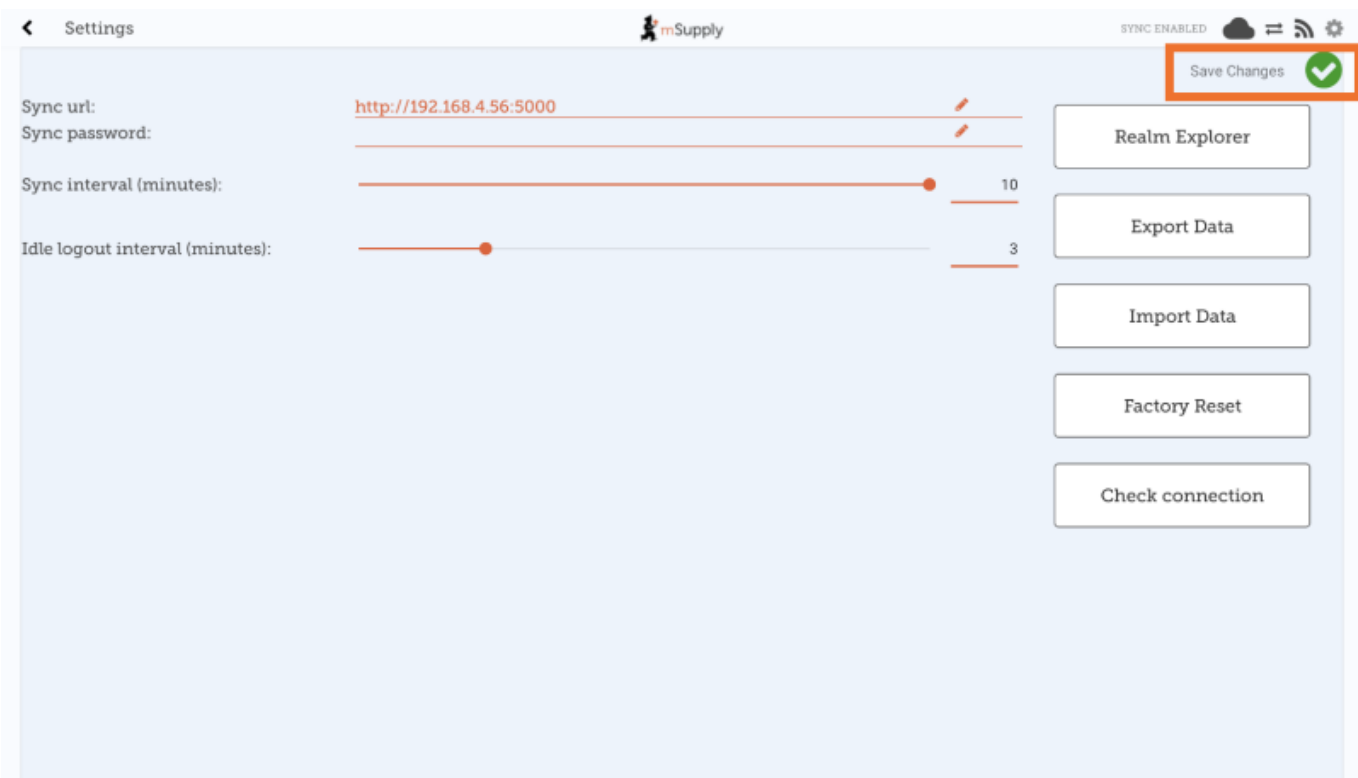 Settings
mSupply
SYNC ENABLED
Save Changes
Sync url:
http://192.168.4.56:5000
Sync password:
Sync interval (minutes):
10
Idle logout interval (minutes):
3
Realm Explorer
Export Data
Import Data
Factory Reset
Check connection